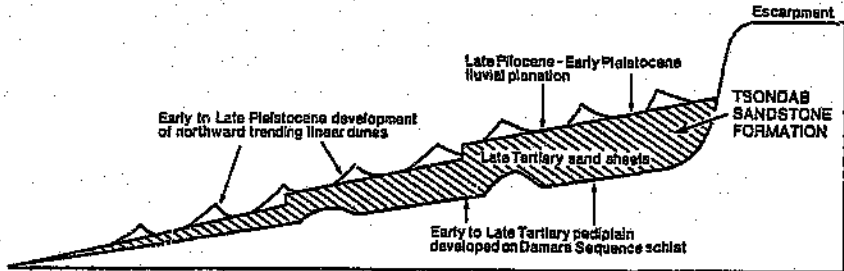 Escarpment
Late Pliocene - Early Pleistocene
fluvial planation
TSONDAB
SANDSTONE
FORMATION
Early to Late Pleistocene development
of northward trending linear dunes
Late Tertiary sand sheets
Early to Late Tertiary pediplain
developed on Damara Sequence schist